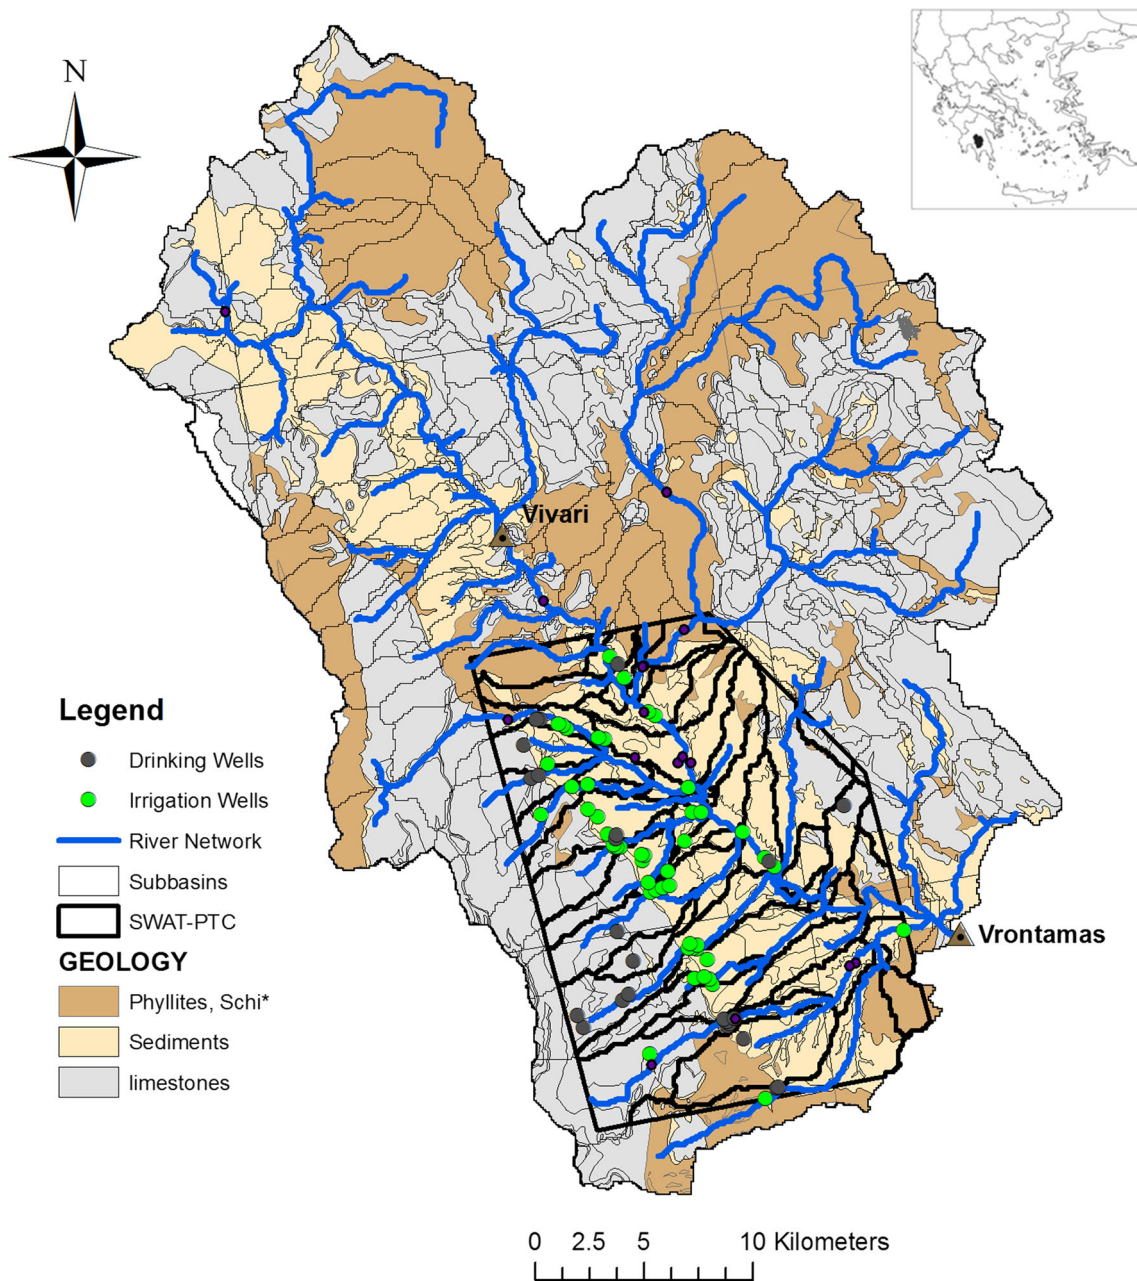 N
Vivari
Legend
Drinking Wells
Irrigation Wells
River Network
Subbasins
SWAT-PTC
Vrontamas
GEOLOGY
Phyllites, Schi*
Sediments
limestones
0 2.5 5 10 Kilometers